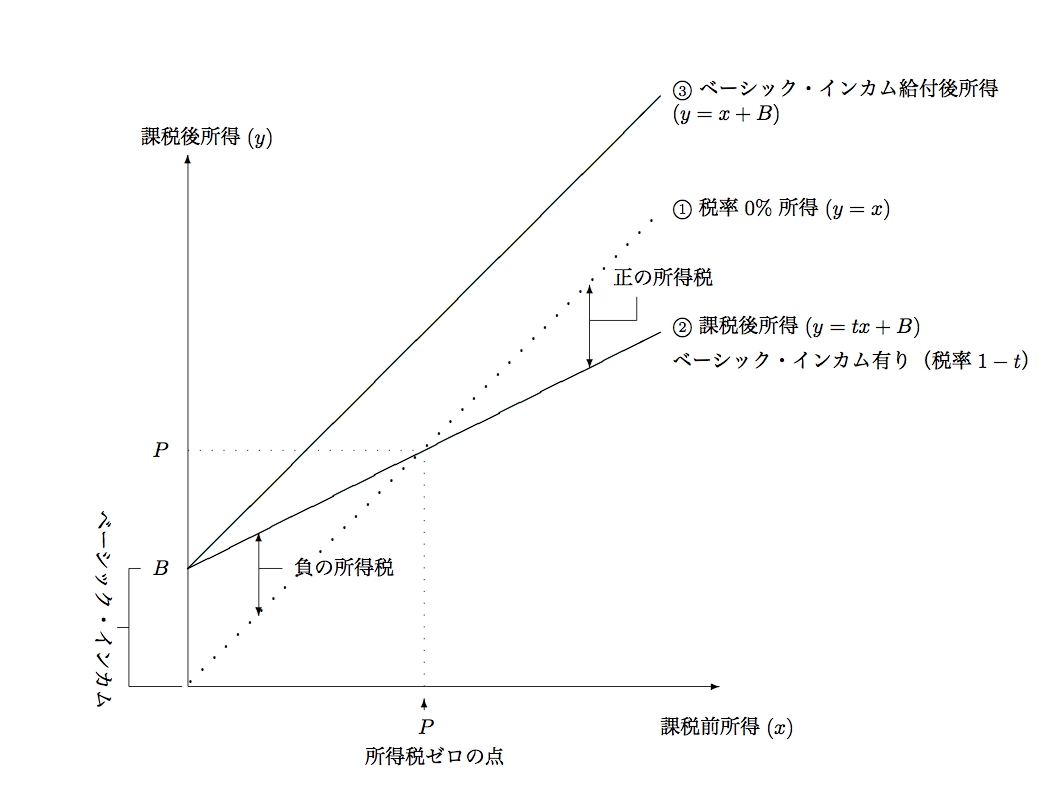 ③ ベーシック・インカム給付後所得
(y = x + B)
課税後所得 (y)
① 税率 0% 所得 (y = x)
正の所得税
② 課税後所得 (y = tx + B)
ベーシック・インカム有り（税率 1 − t）
P
B
負の所得税
ベーシック・インカム
P
課税前所得 (x)
所得税ゼロの点